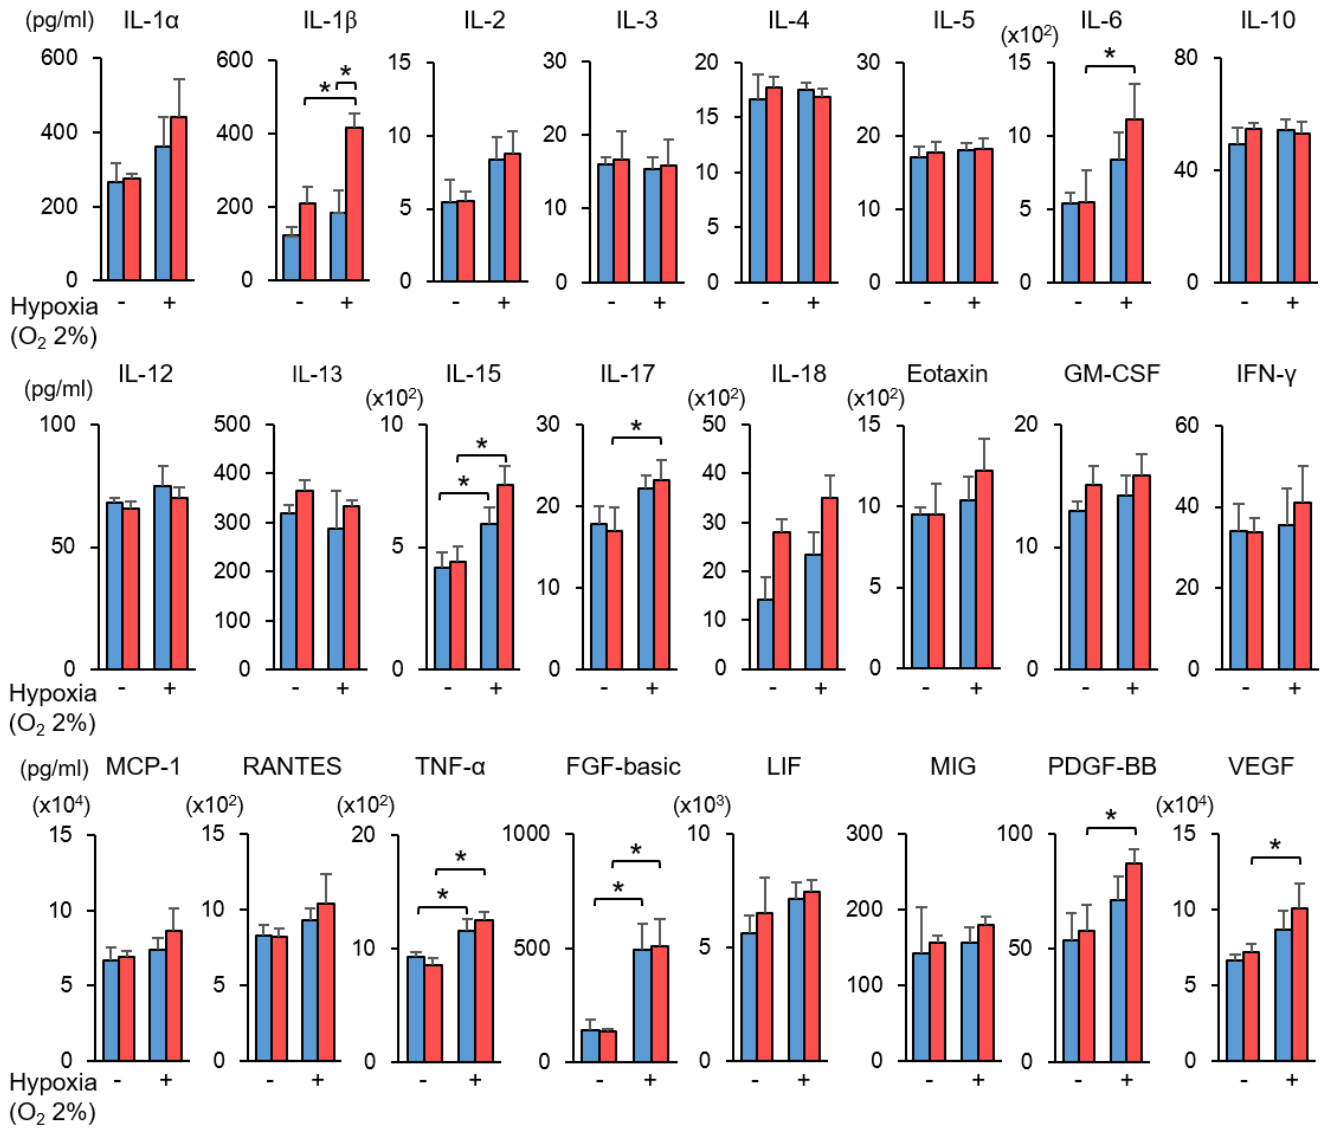 (pg/ml) IL-1α IL-1β IL-2 IL-3 IL-4 IL-5 IL-6 IL-10
(x10²)
600 600 15 30 20 30 15 80
* * *
400 400 10 20 15 20 10
10 40
200 200 5 10 5 10 5
0 0 0 0 0 0 0 0
Hypoxia - + - + - + - + - + - + - + - +
(O₂ 2%)
(pg/ml) IL-12 IL-13 IL-15 IL-17 IL-18 Eotaxin GM-CSF IFN-γ
(x10²) (x10²) (x10²)
100 500 10 30 50 15 20 60
* * *
400 20 40 10 40
50 300 5 30 10
200 10 20 5 20
100 10
0 0 0 0 (x10²) 0 0 0
Hypoxia - + - + - + - + - + - + - + - +
(O₂ 2%)
(pg/ml) MCP-1 RANTES TNF-α FGF-basic LIF MIG PDGF-BB VEGF
(x10⁴) (x10²) (x10²) (x10³) (x10⁴)
15 15 20 1000 10 300 100 15
* * * * * *
10 10 10 500 5 200 50 10
5 5 100 5
0 0 0 0 0 0 0 0
Hypoxia - + - + - + - + - + - + - + - +
(O₂ 2%)